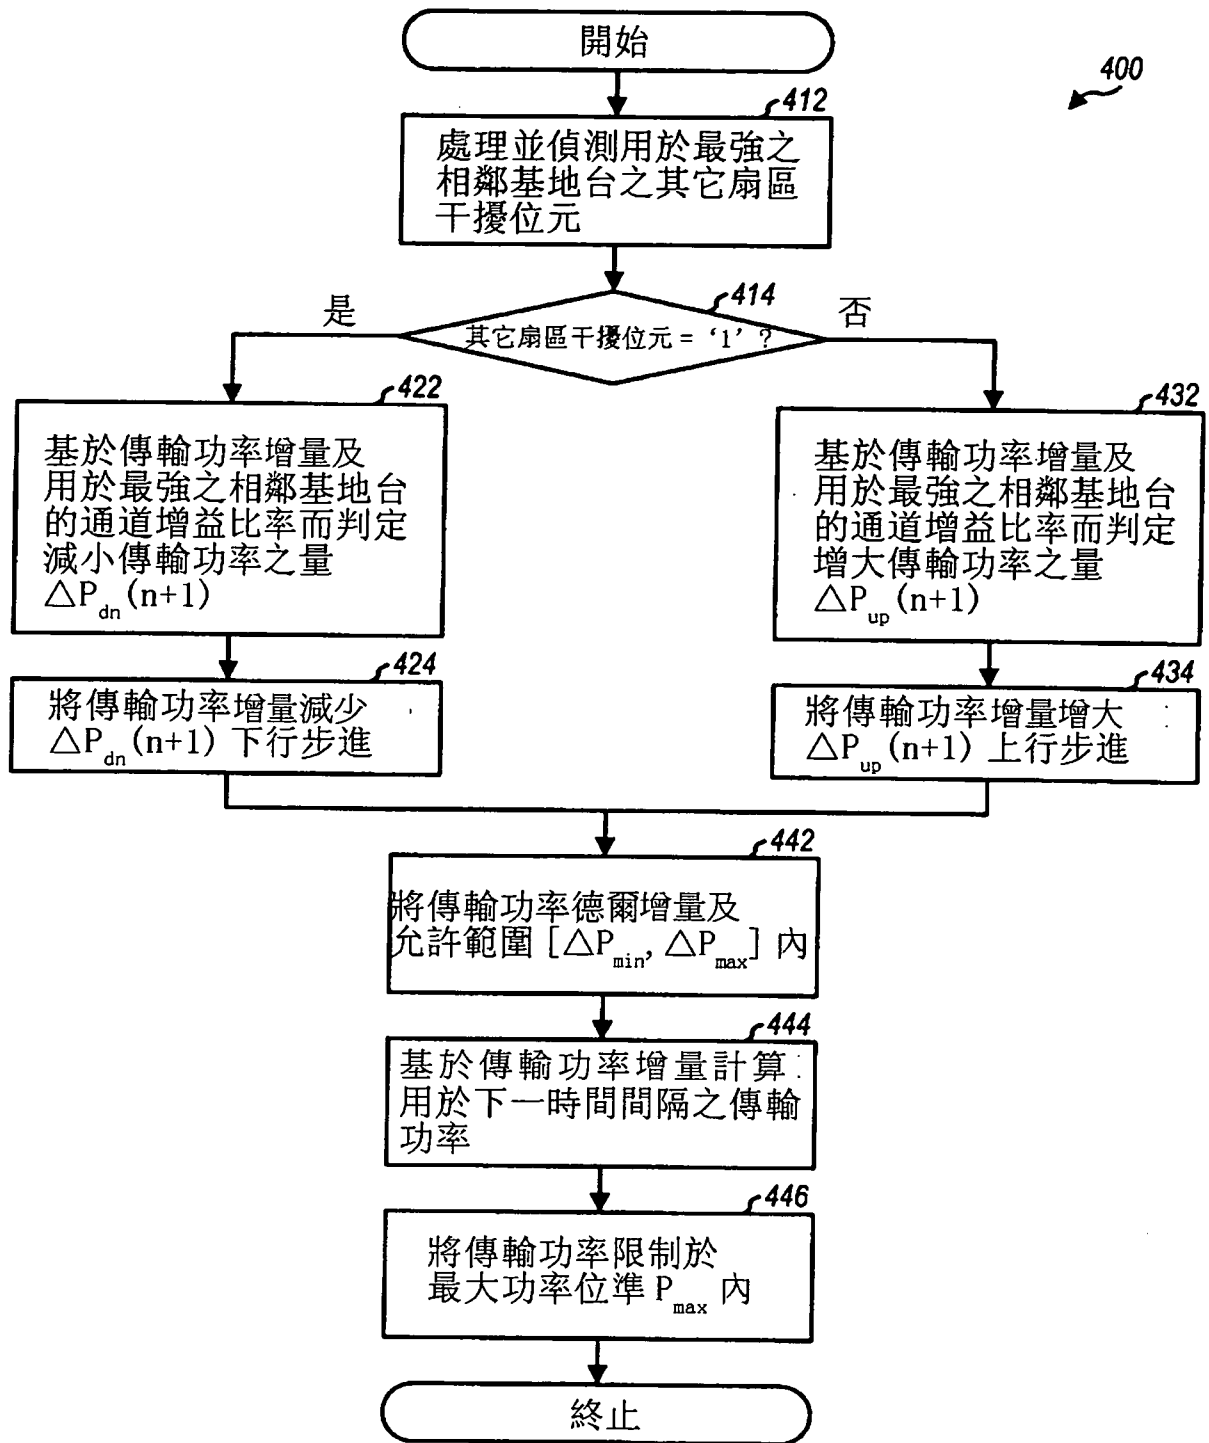 開始
400
412
處理並偵測用於最強之
相鄰基地台之其它扇區
干擾位元
414
是
否
其它扇區干擾位元=‘1’?
422
基於傳輸功率增量及
用於最強之相鄰基地台
的通道增益比率而判定
減小傳輸功率之量
△P_dn(n+1)
432
基於傳輸功率增量及
用於最強之相鄰基地台
的通道增益比率而判定
增大傳輸功率之量
△P_up(n+1)
424
將傳輸功率增量減少
△P_dn(n+1)下行步進
434
將傳輸功率增量增大
△P_up(n+1)上行步進
442
將傳輸功率德爾增量及
允許範圍[△P_min,△P_max]內
444
基於傳輸功率增量計算
用於下一時間間隔之傳輸
功率
446
將傳輸功率限制於
最大功率位準P_max內
終止